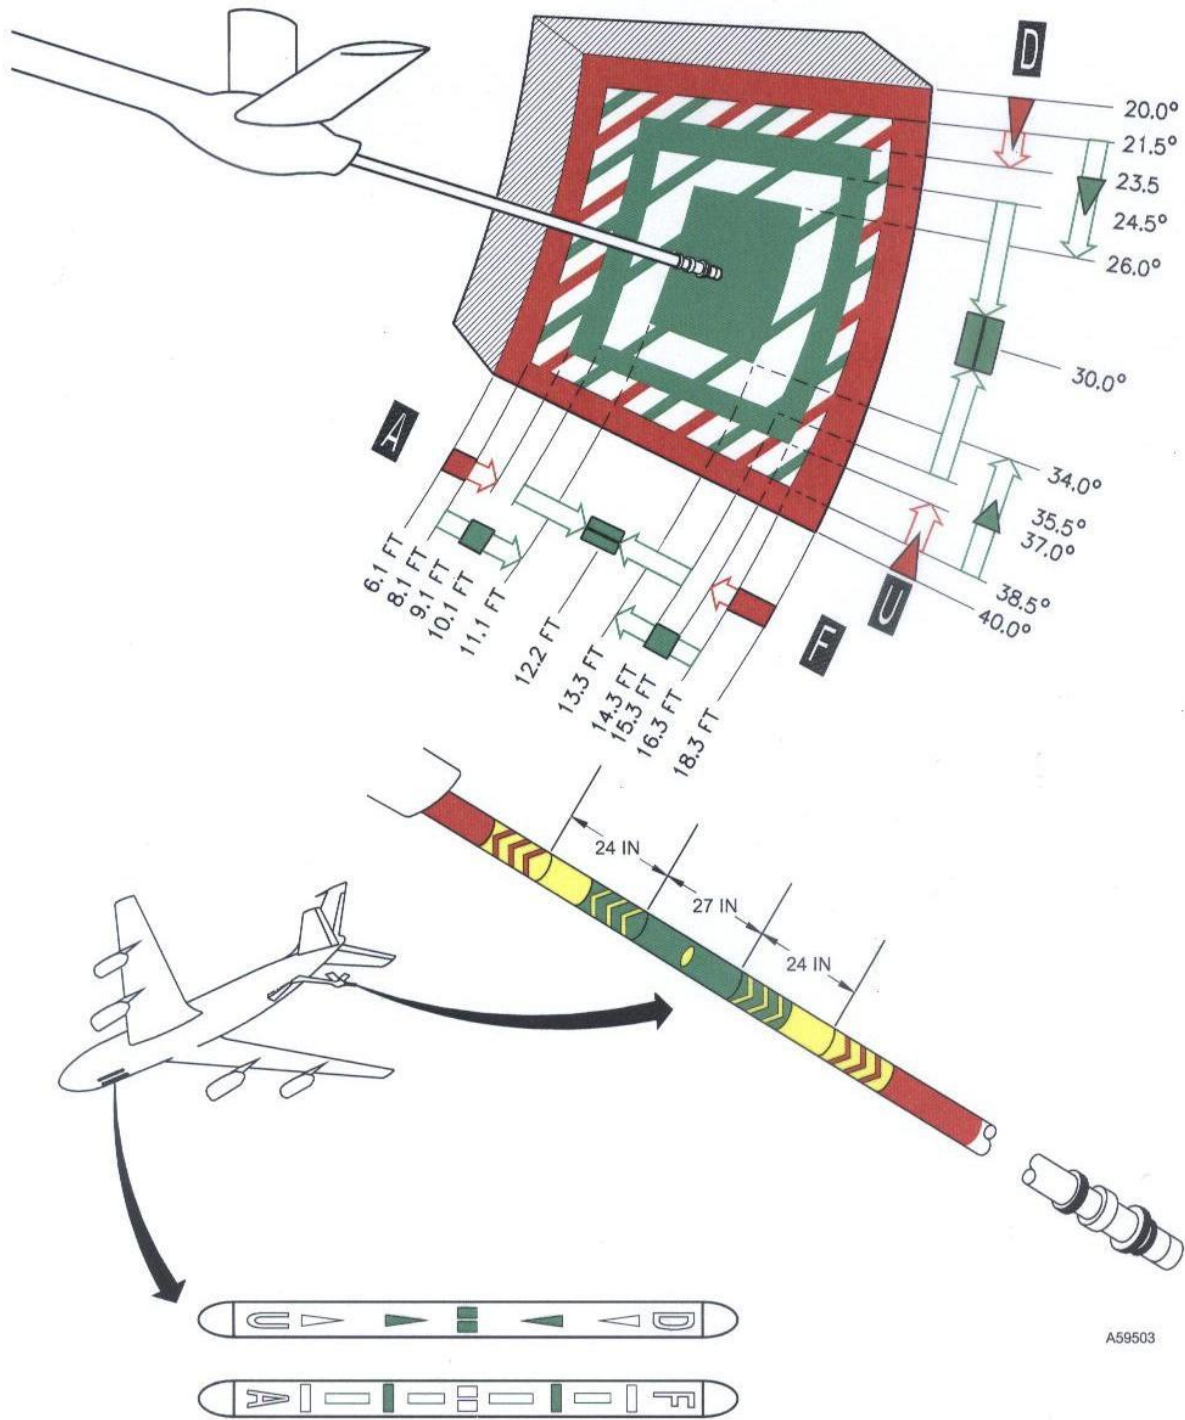 D
20.0°
21.5°
23.5
24.5°
26.0°
30.0°
34.0°
35.5°
37.0°
38.5°
40.0°
A
6.1 FT
8.1 FT
9.1 FT
10.1 FT
11.1 FT
12.2 FT
13.3 FT
14.3 FT
15.3 FT
16.3 FT
18.3 FT
F
U
24 IN
27 IN
24 IN
U D
A F
A59503